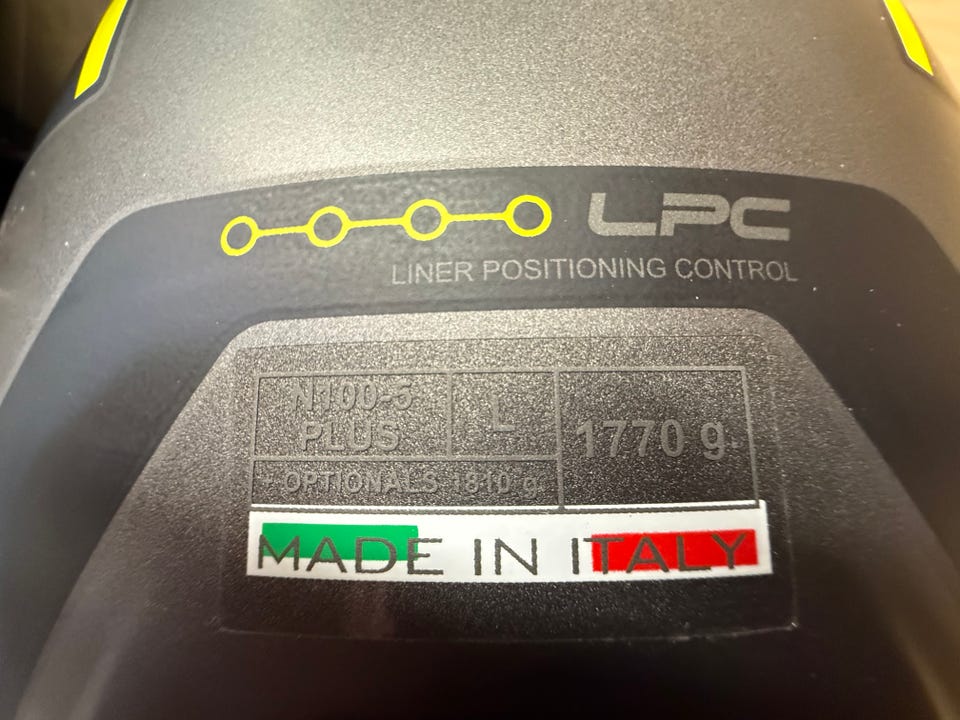 LPC
LINER POSITIONING CONTROL
N100-5
PLUS
L
1770 g.
+ OPTIONALS 1810 g.
MADE IN ITALY